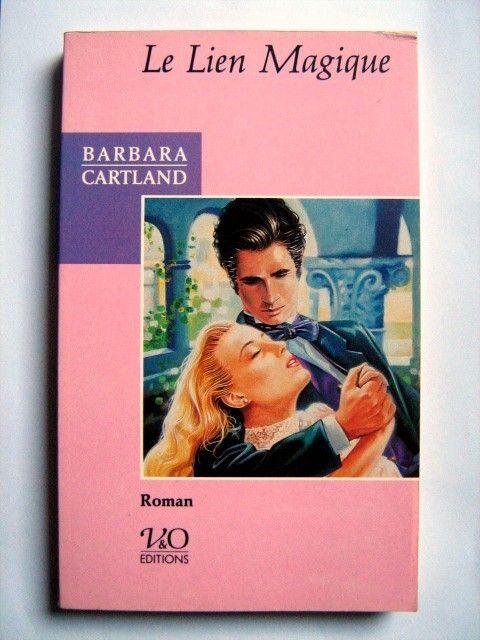 Le Lien Magique
BARBARA
CARTLAND
Roman
V&O
EDITIONS